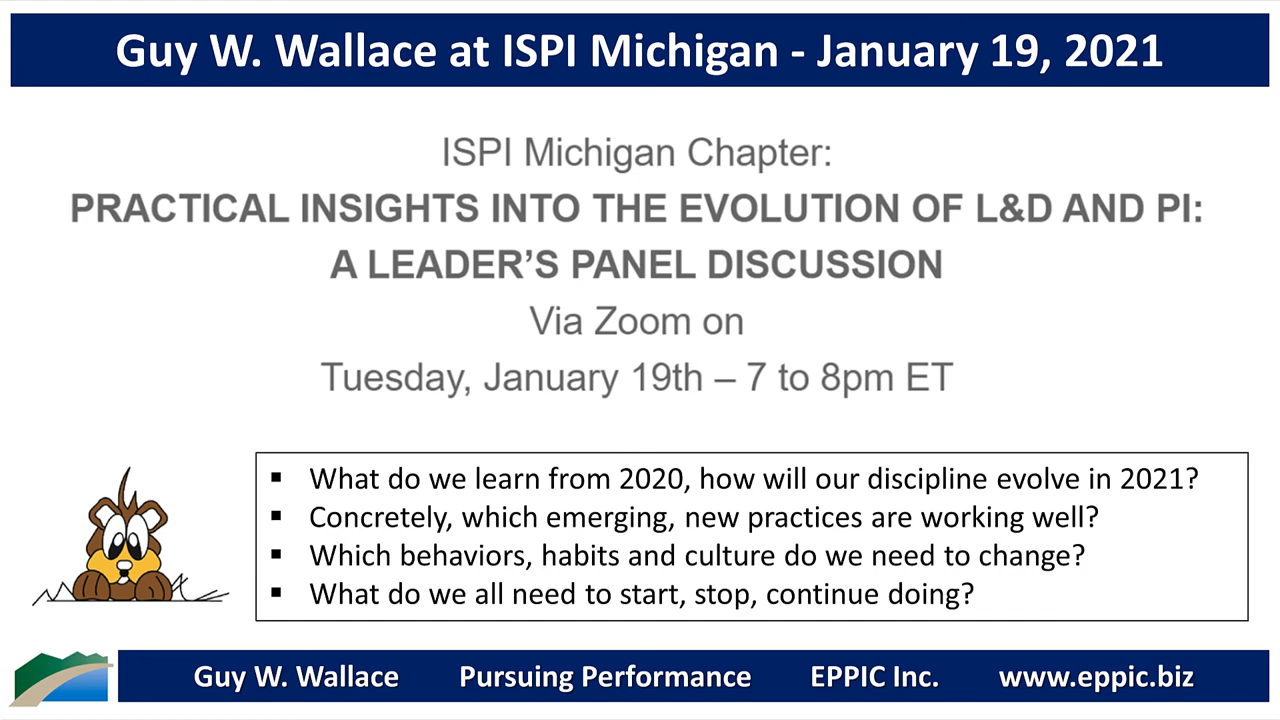 Guy W. Wallace at ISPI Michigan - January 19, 2021
ISPI Michigan Chapter:
PRACTICAL INSIGHTS INTO THE EVOLUTION OF L&D AND PI:
A LEADER’S PANEL DISCUSSION
Via Zoom on
Tuesday, January 19th – 7 to 8pm ET
▪ What do we learn from 2020, how will our discipline evolve in 2021?
▪ Concretely, which emerging, new practices are working well?
▪ Which behaviors, habits and culture do we need to change?
▪ What do we all need to start, stop, continue doing?
Guy W. Wallace Pursuing Performance EPPIC Inc. www.eppic.biz